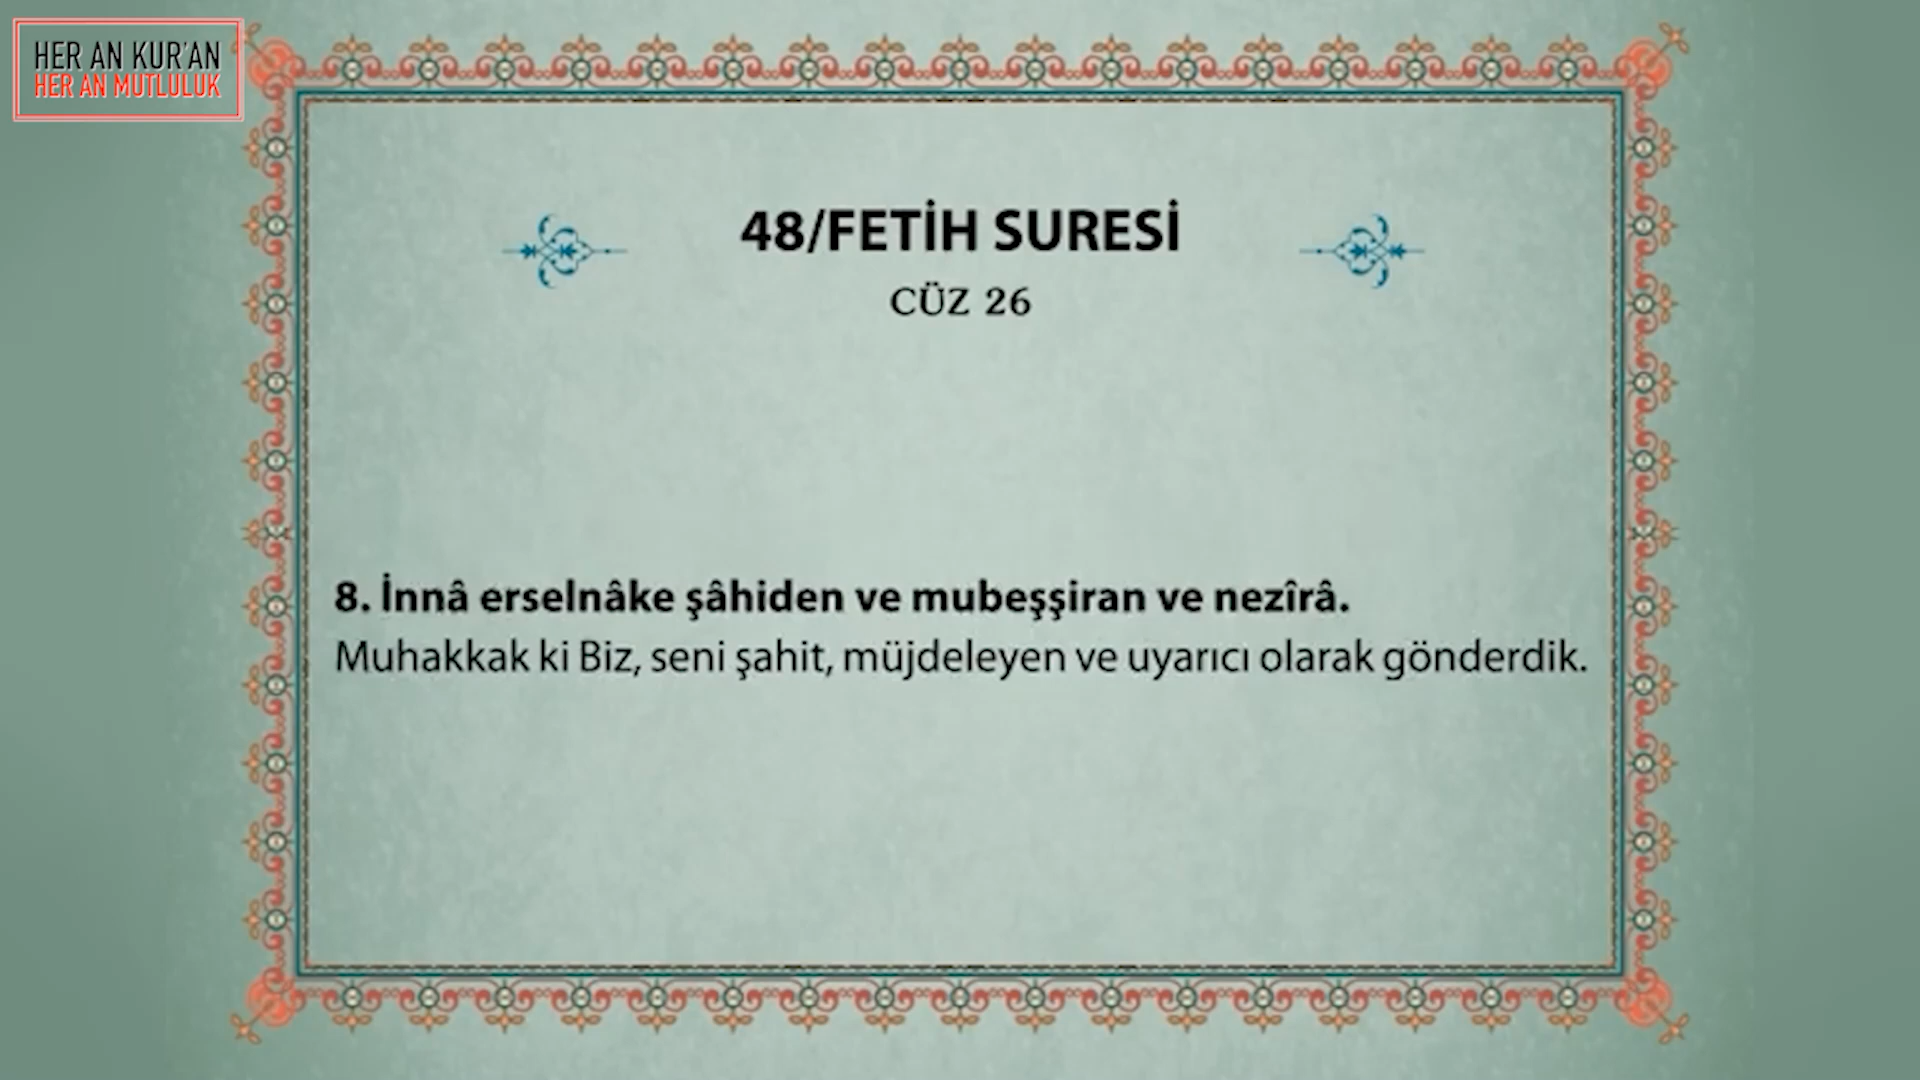 HER AN KUR'AN
HER AN MUTLULUK
48/FETİH SURESİ
CÜZ 26
8. İnnâ erselnâke şâhiden ve mubeşşiran ve nezîrâ.
Muhakkak ki Biz, seni şahit, müjdeleyen ve uyarıcı olarak gönderdik.